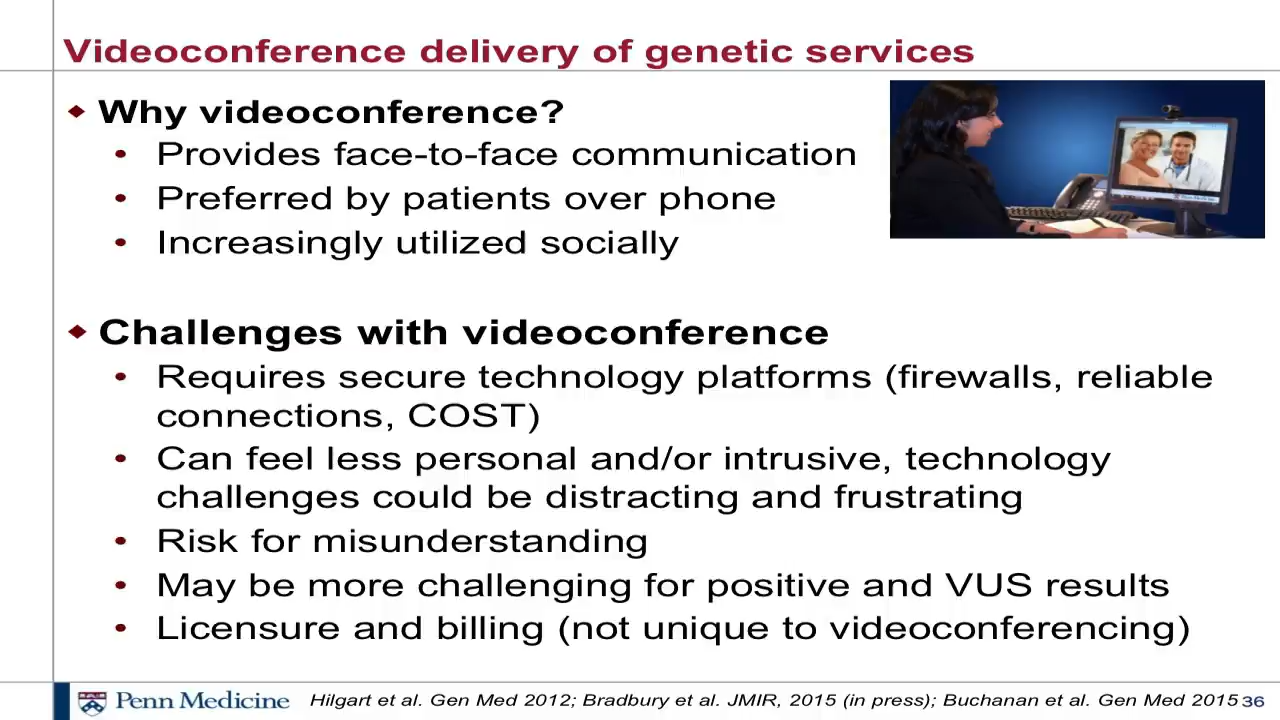 Videoconference delivery of genetic services
Why videoconference?
Provides face-to-face communication
Preferred by patients over phone
Increasingly utilized socially
Challenges with videoconference
Requires secure technology platforms (firewalls, reliable
connections, COST)
Can feel less personal and/or intrusive, technology
challenges could be distracting and frustrating
Risk for misunderstanding
May be more challenging for positive and VUS results
Licensure and billing (not unique to videoconferencing)
Penn Medicine
Hilgart et al. Gen Med 2012; Bradbury et al. JMIR, 2015 (in press); Buchanan et al. Gen Med 2015 36